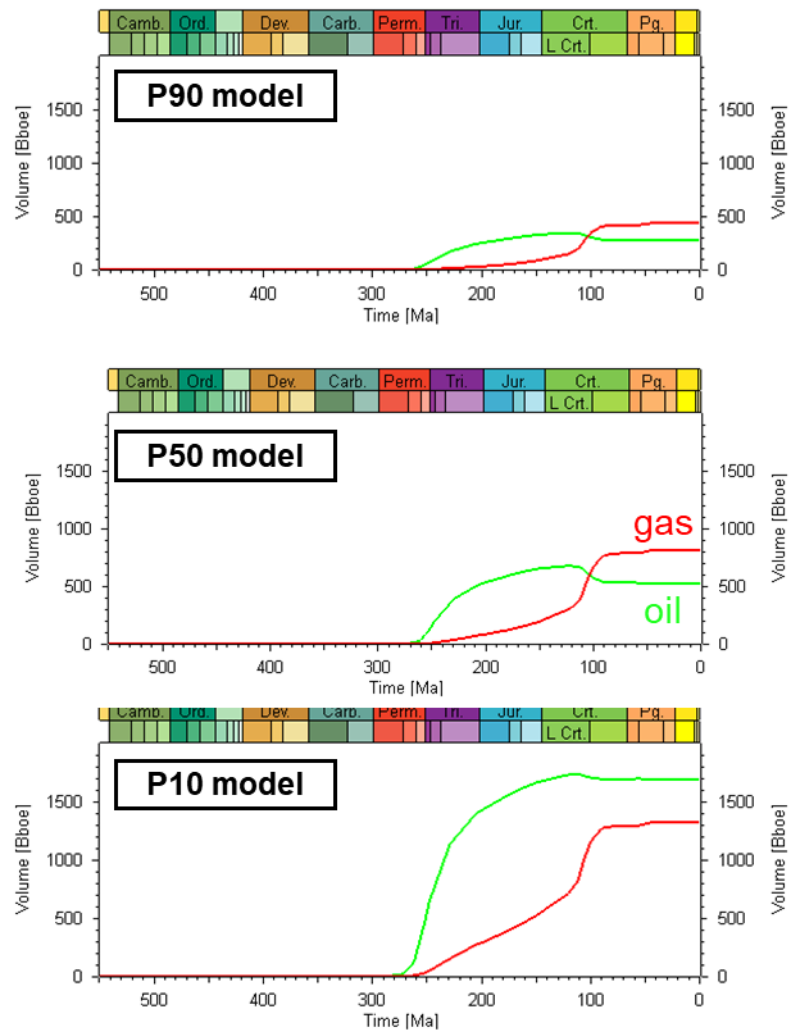 Camb. Ord. Dev. Carb. Perm. Tri. Jur. Crt. Pg.
L Crt.
P90 model
Volume [Bboe]
1500
1000
500
0
1500
1000
500
0
Volume [Bboe]
500 400 300 200 100 0
Time [Ma]
Camb. Ord. Dev. Carb. Perm. Tri. Jur. Crt. Pg.
L Crt.
P50 model
Volume [Bboe]
1500
1000
500
0
gas
oil
1500
1000
500
0
Volume [Bboe]
500 400 300 200 100 0
Time [Ma]
Camb. Ord. Dev. Carb. Perm. Tri. Jur. Crt. Pg.
L Crt.
P10 model
Volume [Bboe]
1500
1000
500
0
1500
1000
500
0
Volume [Bboe]
500 400 300 200 100 0
Time [Ma]